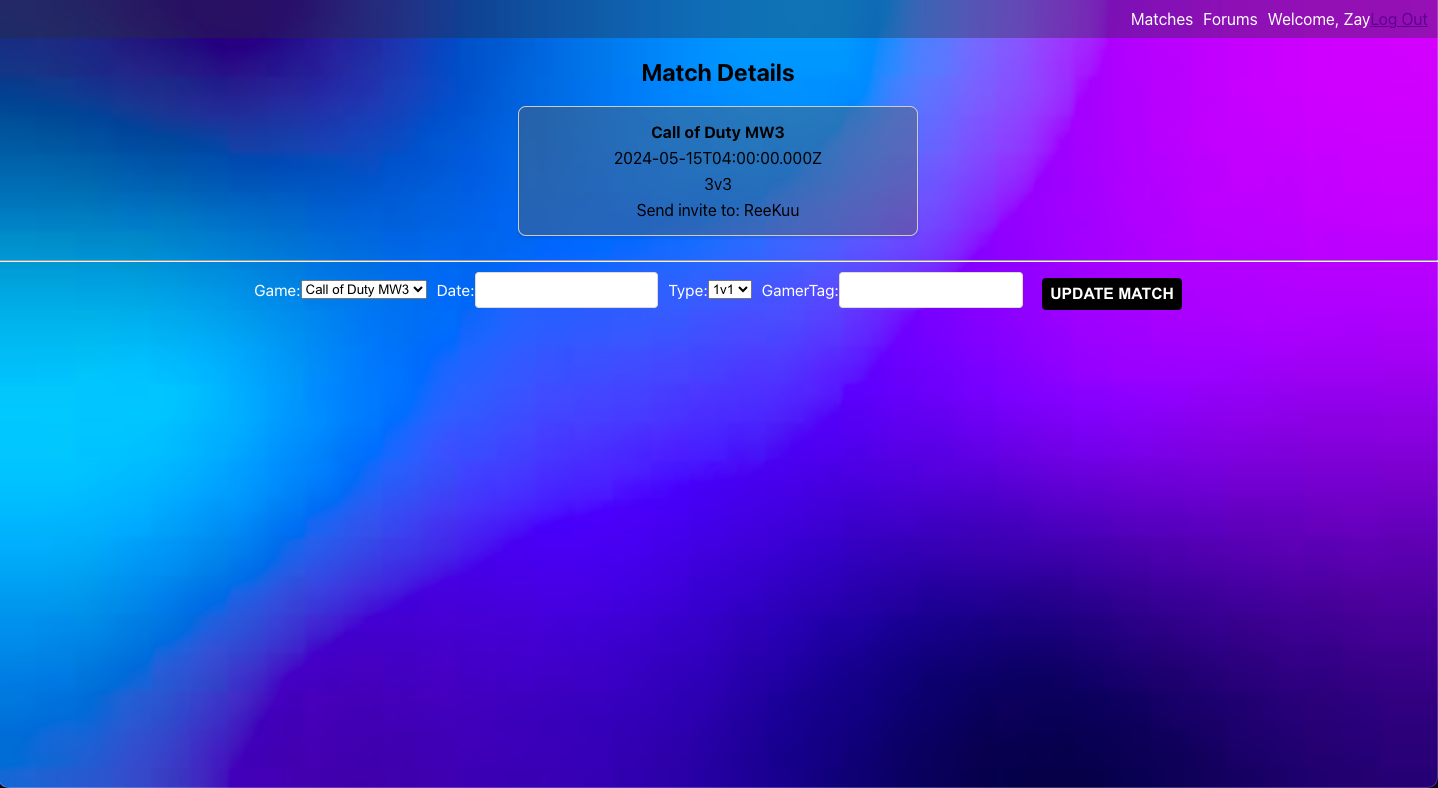 Matches Forums Welcome, ZayLog Out
Match Details
Call of Duty MW3
2024-05-15T04:00:00.000Z
3v3
Send invite to: ReeKuu
Game: Call of Duty MW3 Date: Type: 1v1 GamerTag: UPDATE MATCH